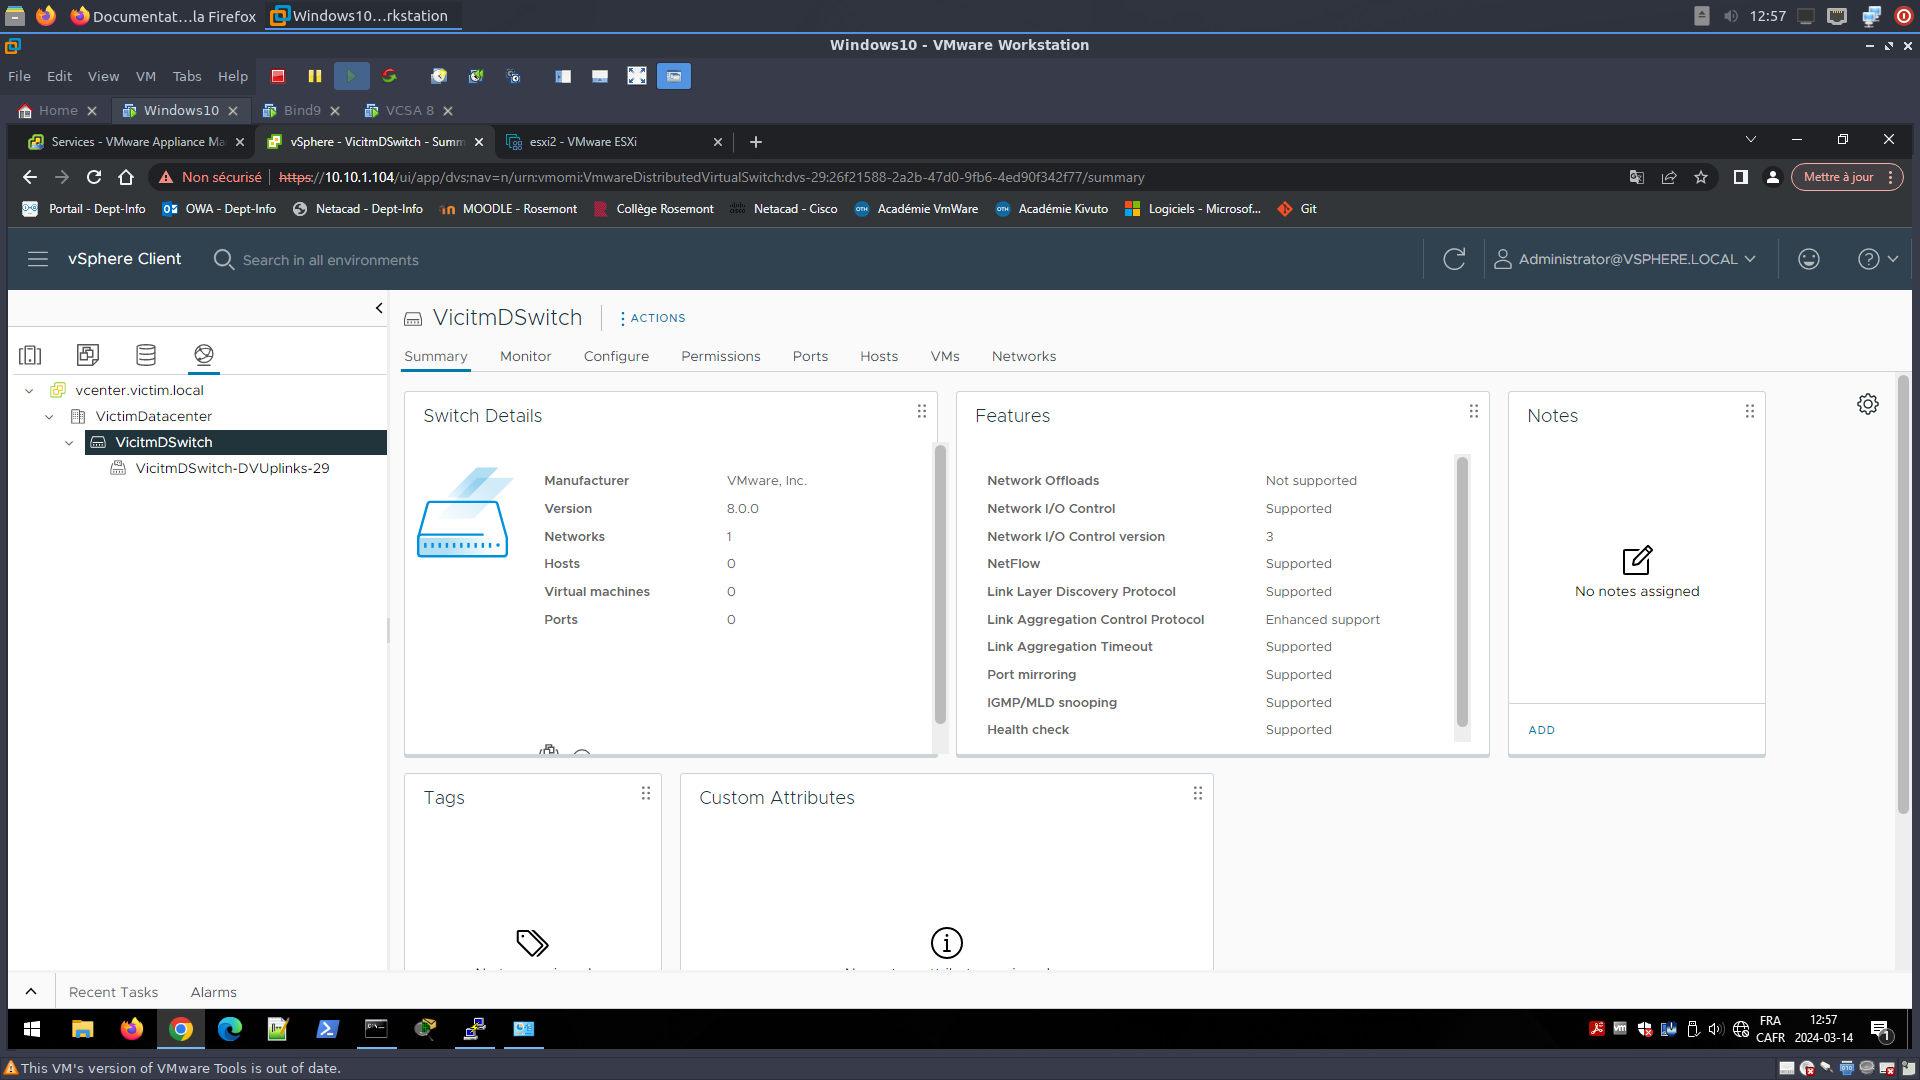 Documentat...la Firefox
Windows10...rkstation
12:57
Windows10 - VMware Workstation
File Edit View VM Tabs Help
Home
Windows10
Bind9
VCSA 8
Services - VMware Appliance Ma
vSphere - VicitmDSwitch - Summ
esxi2 - VMware ESXi
Non sécurisé
https://10.10.1.104/ui/app/dvs;nav=n/urn:vmomi:VmwareDistributedVirtualSwitch:dvs-29:26f21588-2a2b-47d0-9fb6-4ed90f342f77/summary
Mettre à jour
Portail - Dept-Info
OWA - Dept-Info
Netacad - Dept-Info
MOODLE - Rosemont
Collège Rosemont
Netacad - Cisco
Académie VmWare
Académie Kivuto
Logiciels - Microsof...
Git
vSphere Client
Search in all environments
Administrator@VSPHERE.LOCAL
VicitmDSwitch
ACTIONS
Summary Monitor Configure Permissions Ports Hosts VMs Networks
vcenter.victim.local
VictimDatacenter
VicitmDSwitch
VicitmDSwitch-DVUplinks-29
Switch Details
Manufacturer VMware, Inc.
Version 8.0.0
Networks 1
Hosts 0
Virtual machines 0
Ports 0
Features
Network Offloads Not supported
Network I/O Control Supported
Network I/O Control version 3
NetFlow Supported
Link Layer Discovery Protocol Supported
Link Aggregation Control Protocol Enhanced support
Link Aggregation Timeout Supported
Port mirroring Supported
IGMP/MLD snooping Supported
Health check Supported
Notes
No notes assigned
ADD
Tags
Custom Attributes
Recent Tasks
Alarms
FRA
CAFR
12:57
2024-03-14
1
This VM's version of VMware Tools is out of date.